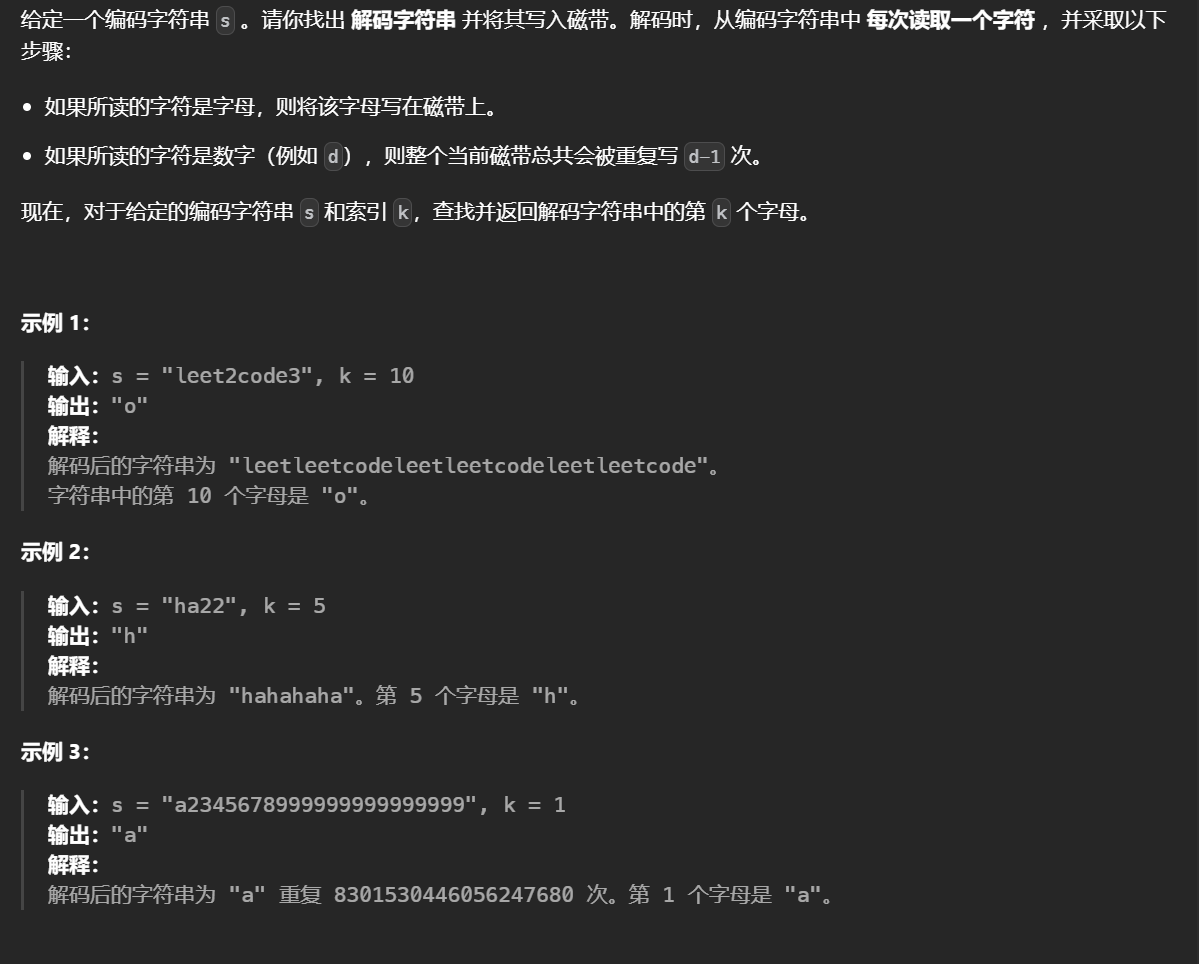 给定一个编码字符串 s 。请你找出 解码字符串 并将其写入磁带。解码时，从编码字符串中 每次读取一个字符 ，并采取以下
步骤：
• 如果所读的字符是字母，则将该字母写在磁带上。
• 如果所读的字符是数字（例如 d），则整个当前磁带总共会被重复写 d-1 次。
现在，对于给定的编码字符串 s 和索引 k，查找并返回解码字符串中的第 k 个字母。
示例 1：
输入：s = "leet2code3", k = 10
输出："o"
解释：
解码后的字符串为 "leetleetcodeleetleetcodeleetleetcode"。
字符串中的第 10 个字母是 "o"。
示例 2：
输入：s = "ha22", k = 5
输出："h"
解释：
解码后的字符串为 "hahahaha"。第 5 个字母是 "h"。
示例 3：
输入：s = "a2345678999999999999999", k = 1
输出："a"
解释：
解码后的字符串为 "a" 重复 8301530446056247680 次。第 1 个字母是 "a"。